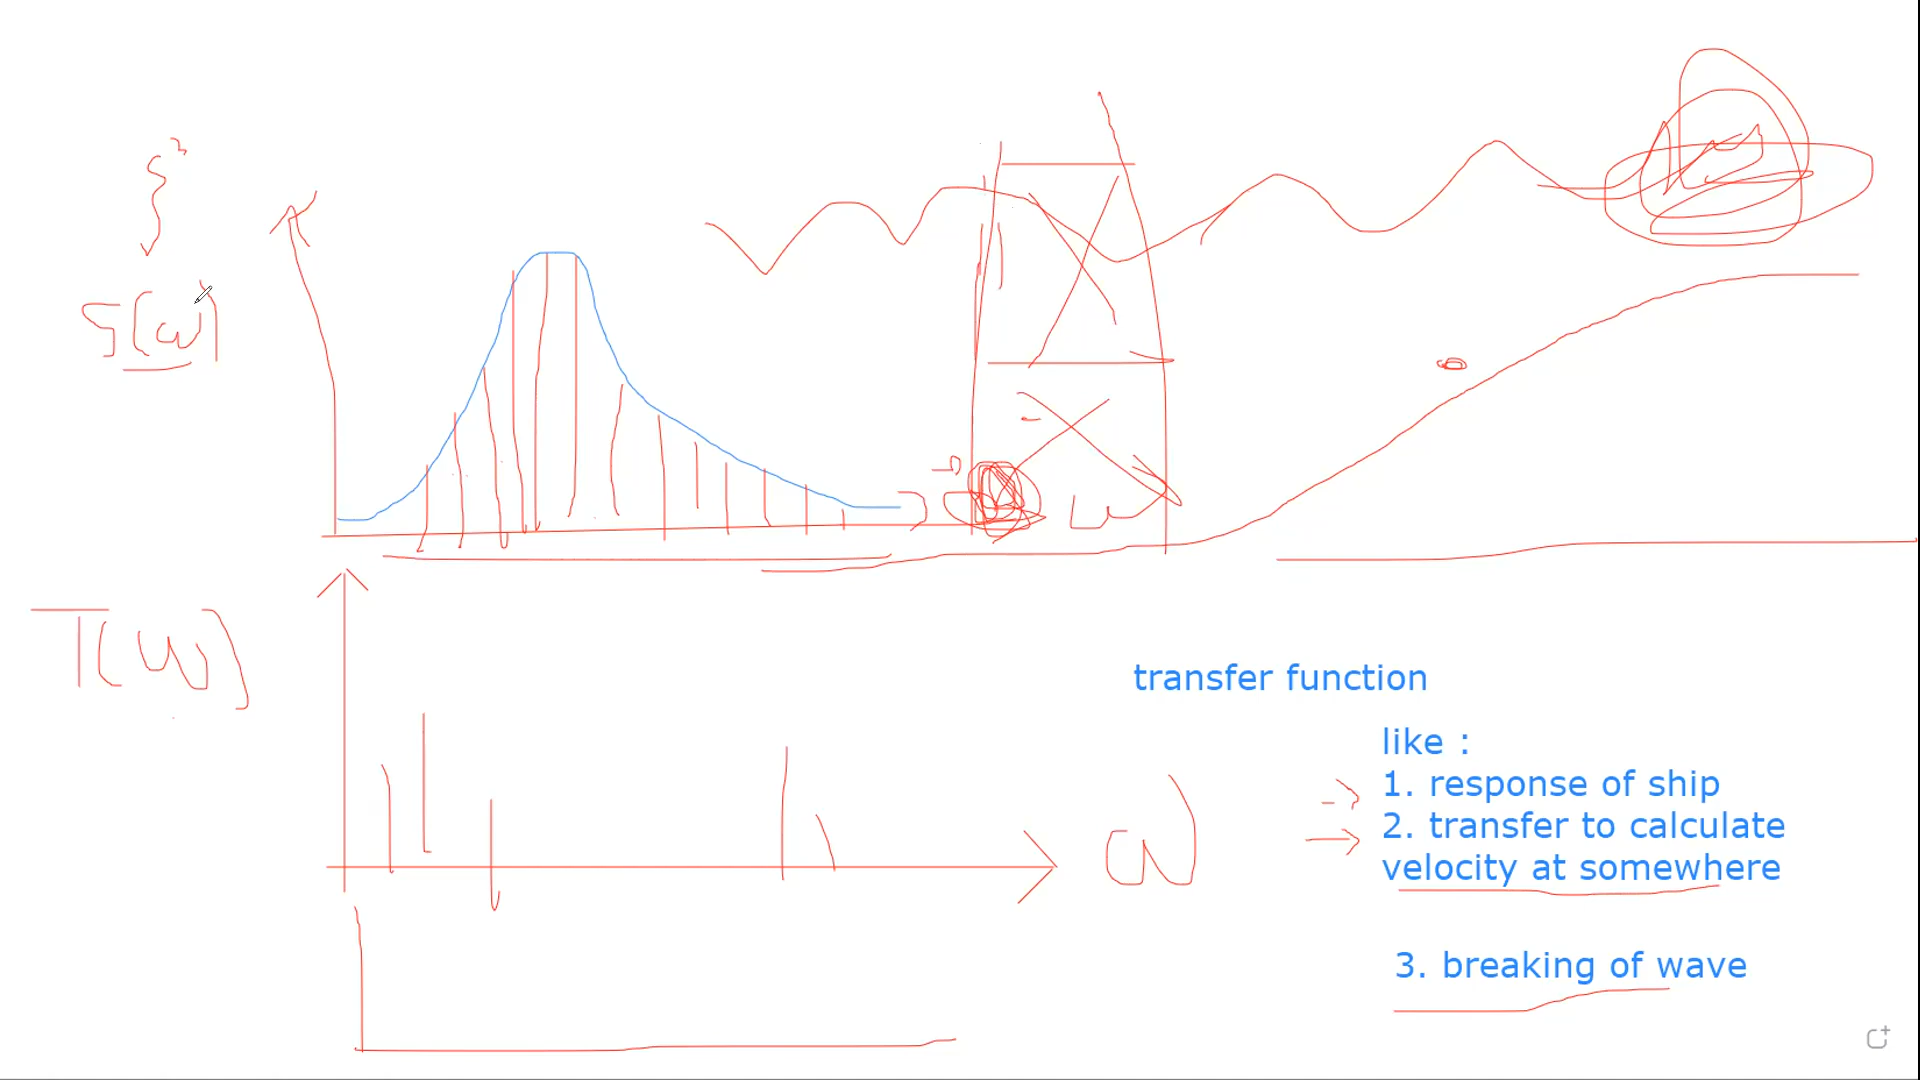 S(ω)
T(ω)
ω
ω
transfer function
like :
1. response of ship
2. transfer to calculate
velocity at somewhere
3. breaking of wave